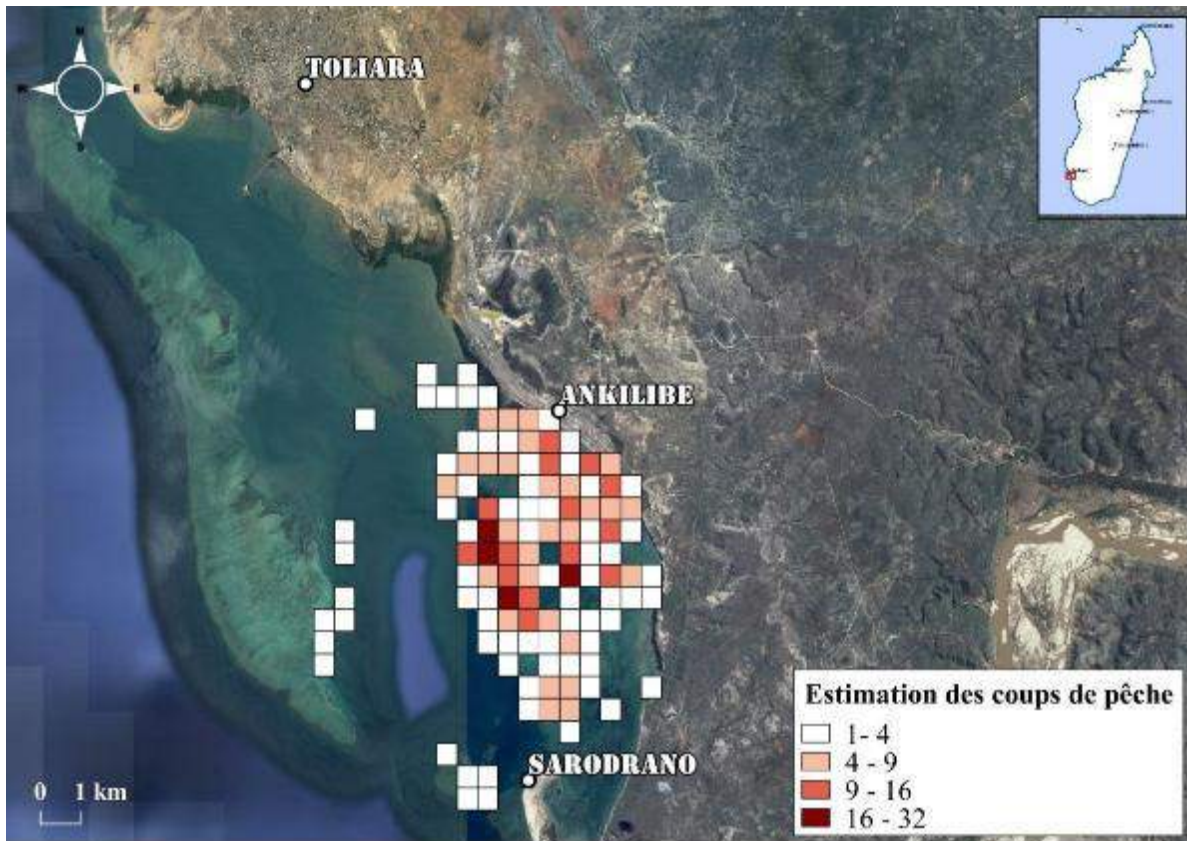 N
E
S
TOLIARA
ANKILIBE
SARODRANO
0 1 km
Estimation des coups de pêche
1 - 4
4 - 9
9 - 16
16 - 32